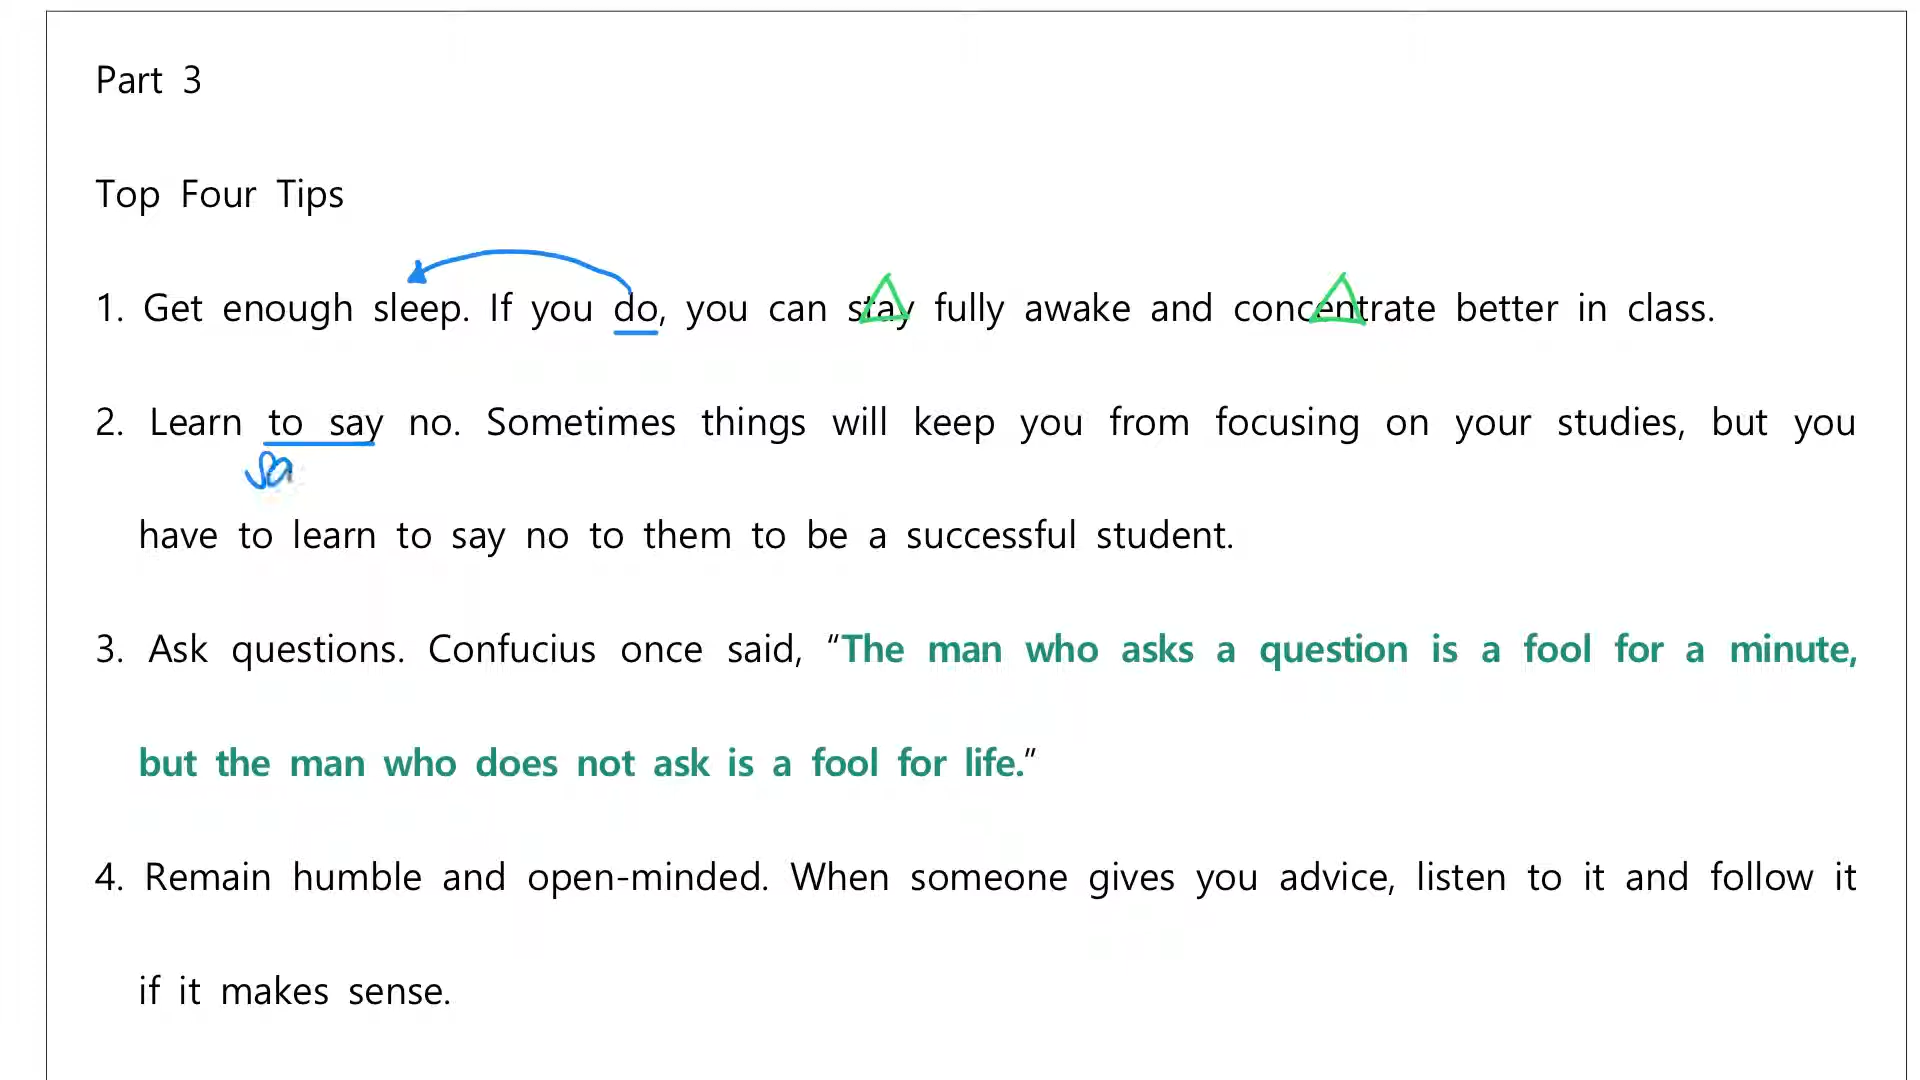 Part 3
Top Four Tips
1. Get enough sleep. If you do, you can stay fully awake and concentrate better in class.
2. Learn to say no. Sometimes things will keep you from focusing on your studies, but you
sa
have to learn to say no to them to be a successful student.
3. Ask questions. Confucius once said, “The man who asks a question is a fool for a minute,
but the man who does not ask is a fool for life.”
4. Remain humble and open-minded. When someone gives you advice, listen to it and follow it
if it makes sense.